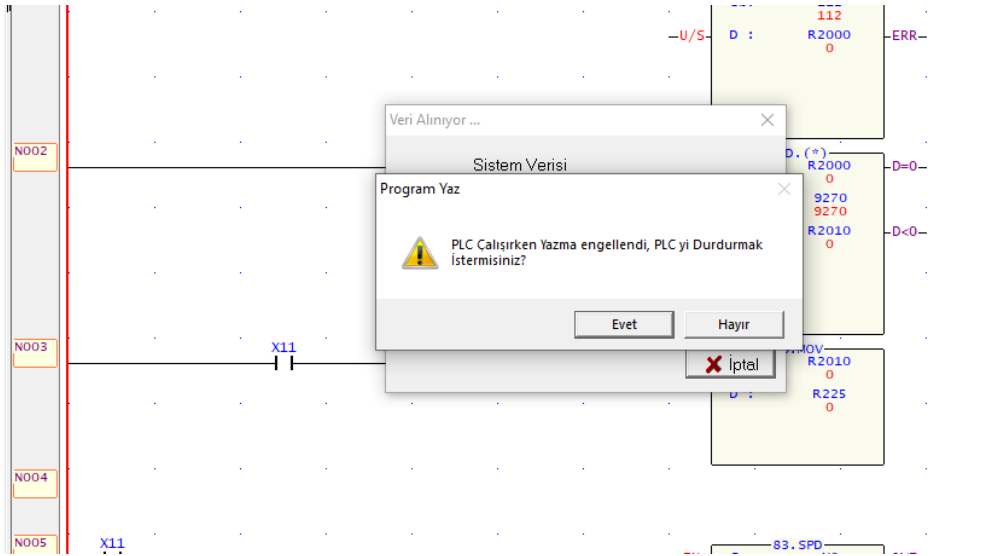 112
U/S
D :
R2000
ERR
0
Veri Alınıyor ...
N002
Sistem Verisi
D.(*)
R2000
D=0
0
Program Yaz
9270
9270
R2010
D<0
0
PLC Çalışırken Yazma engellendi, PLC yi Durdurmak
İstermisiniz?
Evet
Hayır
N003
X11
.MOV
R2010
0
İptal
D :
R225
0
N004
N005
X11
83.SPD